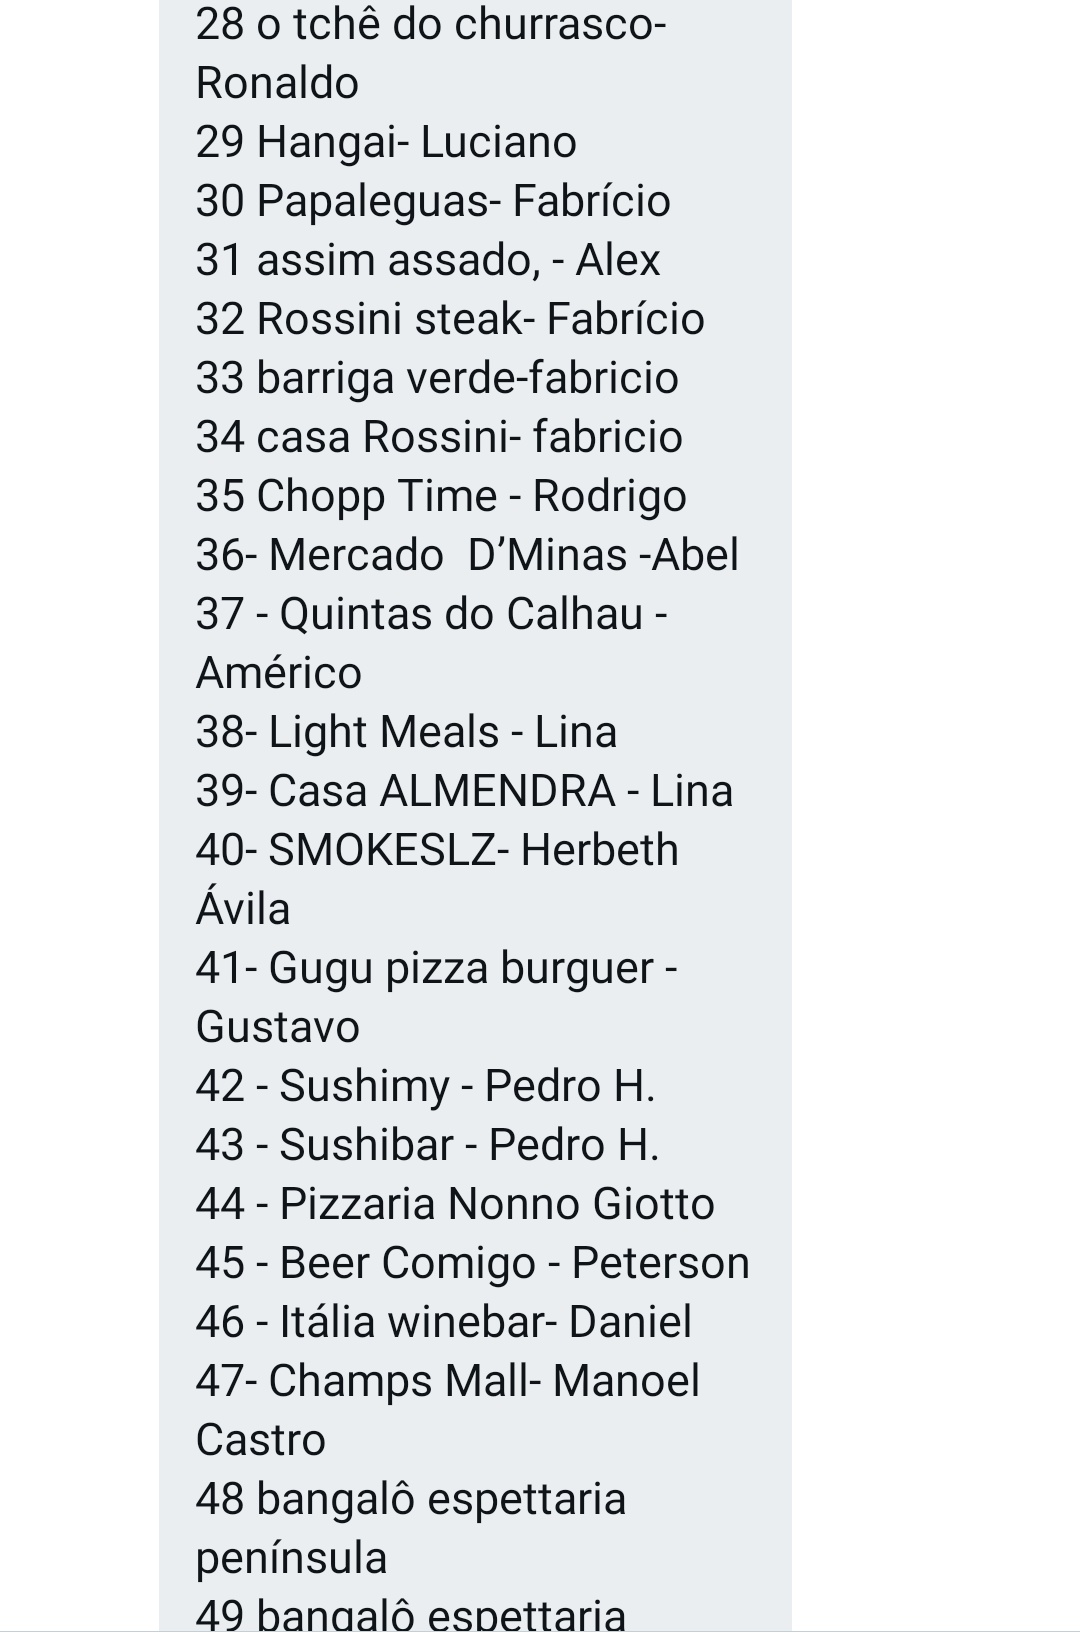 28 o tchê do churrasco-
Ronaldo
29 Hangai- Luciano
30 Papaleguas- Fabrício
31 assim assado, - Alex
32 Rossini steak- Fabrício
33 barriga verde-fabricio
34 casa Rossini- fabricio
35 Chopp Time - Rodrigo
36- Mercado  D’Minas -Abel
37 - Quintas do Calhau -
Américo
38- Light Meals - Lina
39- Casa ALMENDRA - Lina
40- SMOKESLZ- Herbeth
Ávila
41- Gugu pizza burguer -
Gustavo
42 - Sushimy - Pedro H.
43 - Sushibar - Pedro H.
44 - Pizzaria Nonno Giotto
45 - Beer Comigo - Peterson
46 - Itália winebar- Daniel
47- Champs Mall- Manoel
Castro
48 bangalô espettaria
península
49 bangalô espettaria